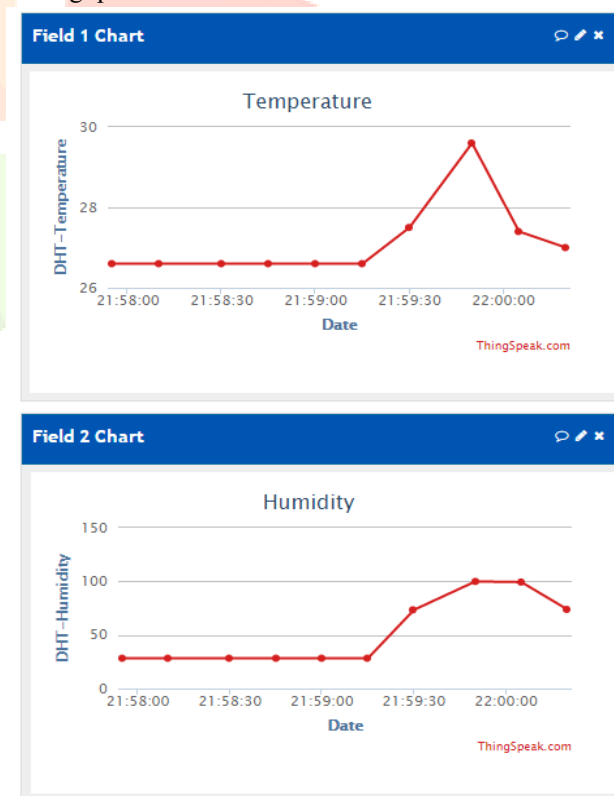 Field 1 Chart
Temperature
30
28
26
DHT-Temperature
21:58:00 21:58:30 21:59:00 21:59:30 22:00:00
Date
ThingSpeak.com
Field 2 Chart
Humidity
150
100
50
0
DHT-Humidity
21:58:00 21:58:30 21:59:00 21:59:30 22:00:00
Date
ThingSpeak.com